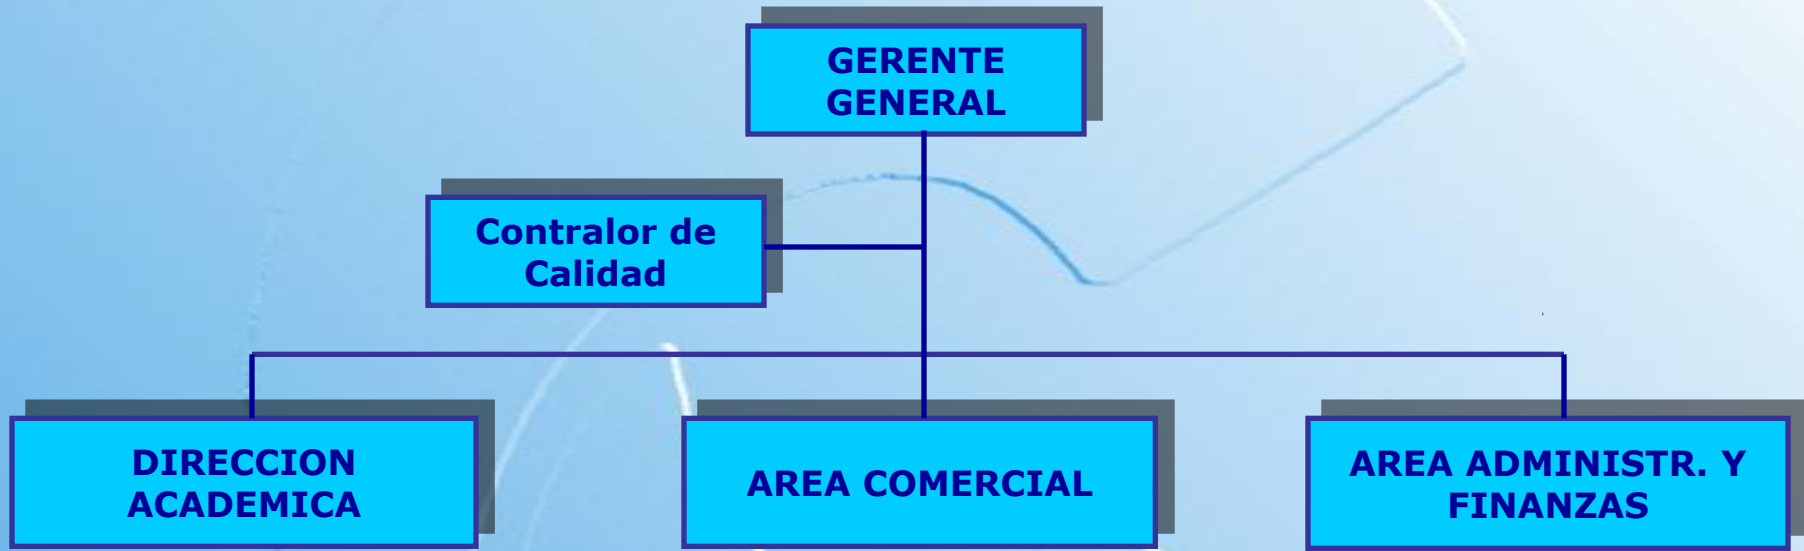 GERENTE
GENERAL
Contralor de
Calidad
DIRECCION
ACADEMICA
AREA COMERCIAL
AREA ADMINISTR. Y
FINANZAS